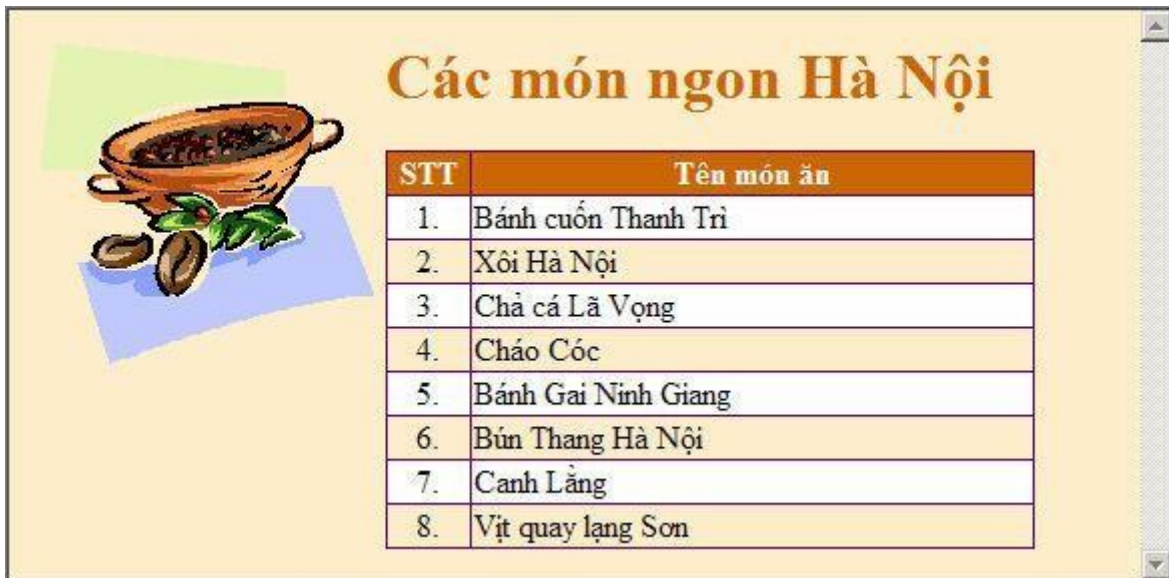 Các món ngon Hà Nội
STT Tên món ăn
1. Bánh cuốn Thanh Trì
2. Xôi Hà Nội
3. Chả cá Lã Vọng
4. Cháo Cóc
5. Bánh Gai Ninh Giang
6. Bún Thang Hà Nội
7. Canh Lằng
8. Vịt quay lạng Sơn